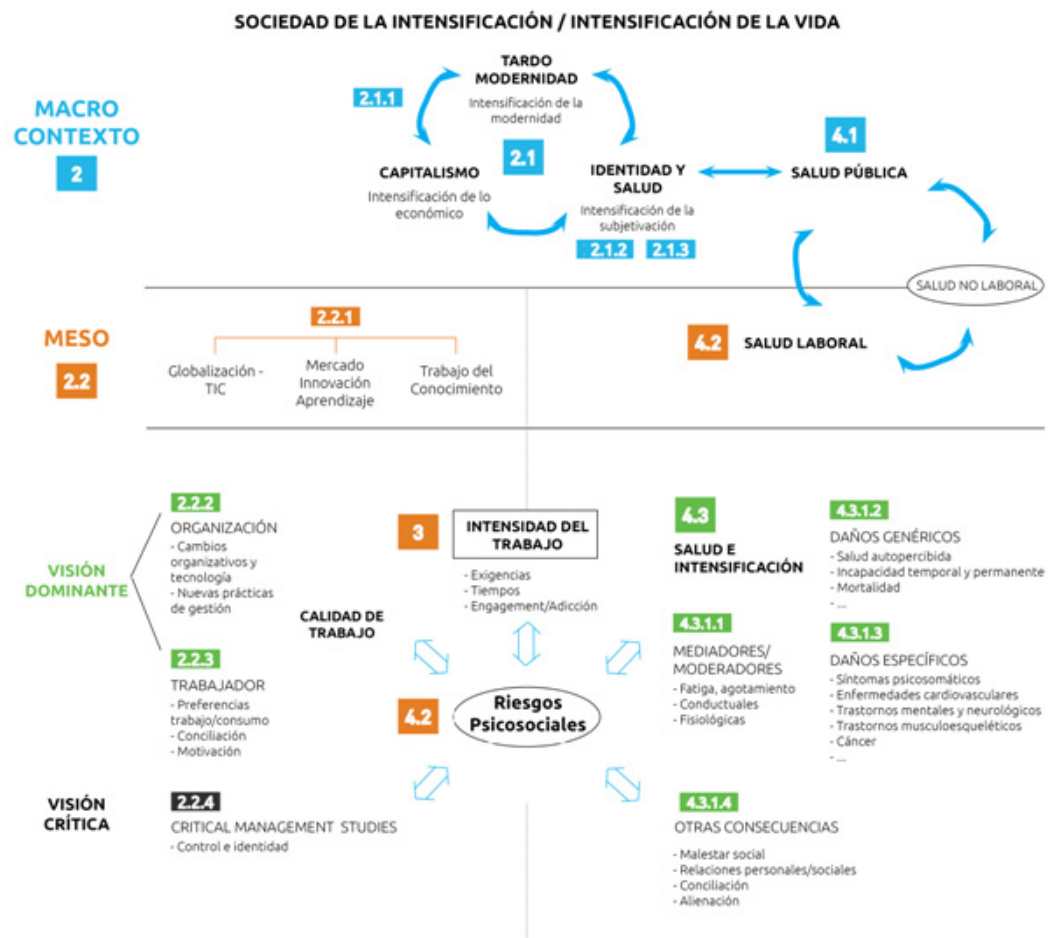 SOCIEDAD DE LA INTENSIFICACIÓN / INTENSIFICACIÓN DE LA VIDA
MACRO
CONTEXTO
2
TARDO
MODERNIDAD
Intensificación de la
modernidad
2.1.1
2.1
CAPITALISMO
Intensificación de lo
económico
IDENTIDAD Y
SALUD
Intensificación de la
subjetivación
2.1.2
2.1.3
4.1
SALUD PÚBLICA
SALUD NO LABORAL
MESO
2.2
2.2.1
Globalización -
TIC
Mercado
Innovación
Aprendizaje
Trabajo del
Conocimiento
4.2
SALUD LABORAL
VISIÓN
DOMINANTE
2.2.2
ORGANIZACIÓN
- Cambios
organizativos y
tecnología
- Nuevas prácticas
de gestión
2.2.3
TRABAJADOR
- Preferencias
trabajo/consumo
- Conciliación
- Motivación
3
INTENSIDAD DEL
TRABAJO
- Exigencias
- Tiempos
- Engagement/Adicción
CALIDAD DE
TRABAJO
4.2
Riesgos
Psicosociales
4.3
SALUD E
INTENSIFICACIÓN
4.3.1.1
MEDIADORES/
MODERADORES
- Fatiga, agotamiento
- Conductuales
- Fisiológicas
4.3.1.2
DAÑOS GENÉRICOS
- Salud autopercibida
- Incapacidad temporal y permanente
- Mortalidad
- ...
4.3.1.3
DAÑOS ESPECÍFICOS
- Síntomas psicosomáticos
- Enfermedades cardiovasculares
- Trastornos mentales y neurológicos
- Trastornos musculoesqueléticos
- Cáncer
- ...
VISIÓN
CRÍTICA
2.2.4
CRITICAL MANAGEMENT STUDIES
- Control e identidad
4.3.1.4
OTRAS CONSECUENCIAS
- Malestar social
- Relaciones personales/sociales
- Conciliación
- Alienación